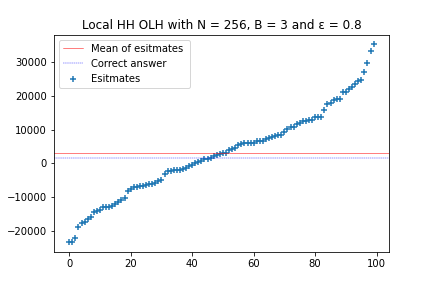 Local HH OLH with N = 256, B = 3 and ε = 0.8
Mean of esitmates
Correct answer
Esitmates
30000
20000
10000
0
−10000
−20000
0 20 40 60 80 100